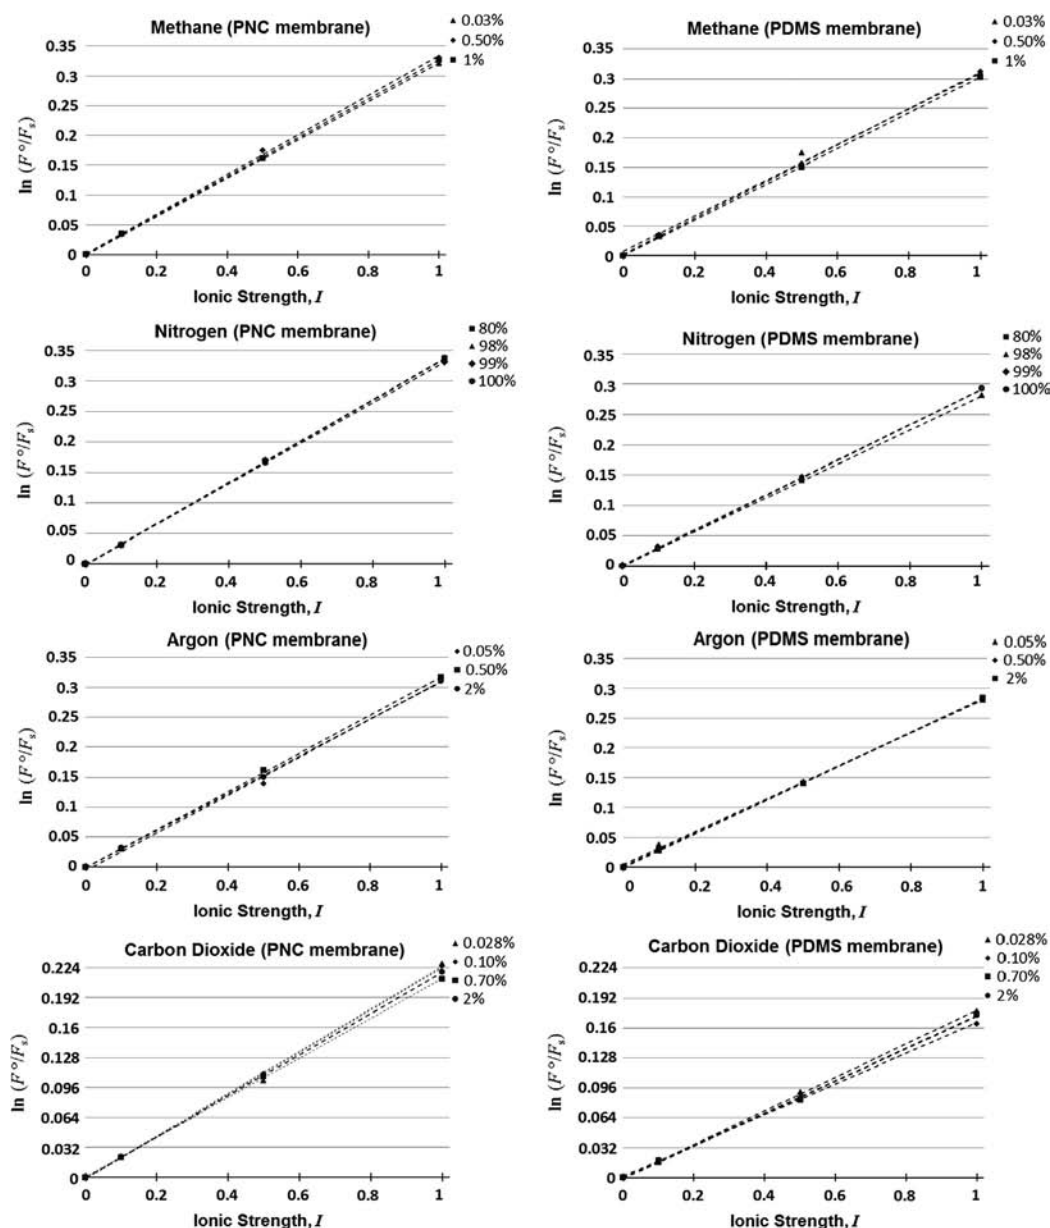 Methane (PNC membrane)
▲ 0.03%
◆ 0.50%
■ 1%
0.35
0.3
0.25
0.2
0.15
0.1
0.05
0
ln (F°/Fs)
0 0.2 0.4 0.6 0.8 1
Ionic Strength, I
Methane (PDMS membrane)
▲ 0.03%
◆ 0.50%
■ 1%
0.35
0.3
0.25
0.2
0.15
0.1
0.05
0
ln (F°/Fs)
0 0.2 0.4 0.6 0.8 1
Ionic Strength, I
Nitrogen (PNC membrane)
■ 80%
▲ 98%
◆ 99%
● 100%
0.35
0.3
0.25
0.2
0.15
0.1
0.05
0
ln (F°/Fs)
0 0.2 0.4 0.6 0.8 1
Ionic Strength, I
Nitrogen (PDMS membrane)
■ 80%
▲ 98%
◆ 99%
● 100%
0.35
0.3
0.25
0.2
0.15
0.1
0.05
0
ln (F°/Fs)
0 0.2 0.4 0.6 0.8 1
Ionic Strength, I
Argon (PNC membrane)
◆ 0.05%
■ 0.50%
● 2%
0.35
0.3
0.25
0.2
0.15
0.1
0.05
0
ln (F°/Fs)
0 0.2 0.4 0.6 0.8 1
Ionic Strength, I
Argon (PDMS membrane)
▲ 0.05%
◆ 0.50%
■ 2%
0.35
0.3
0.25
0.2
0.15
0.1
0.05
0
ln (F°/Fs)
0 0.2 0.4 0.6 0.8 1
Ionic Strength, I
Carbon Dioxide (PNC membrane)
▲ 0.028%
◆ 0.10%
■ 0.70%
● 2%
0.224
0.192
0.16
0.128
0.096
0.064
0.032
0
ln (F°/Fs)
0 0.2 0.4 0.6 0.8 1
Ionic Strength, I
Carbon Dioxide (PDMS membrane)
▲ 0.028%
◆ 0.10%
■ 0.70%
● 2%
0.224
0.192
0.16
0.128
0.096
0.064
0.032
0
ln (F°/Fs)
0 0.2 0.4 0.6 0.8 1
Ionic Strength, I